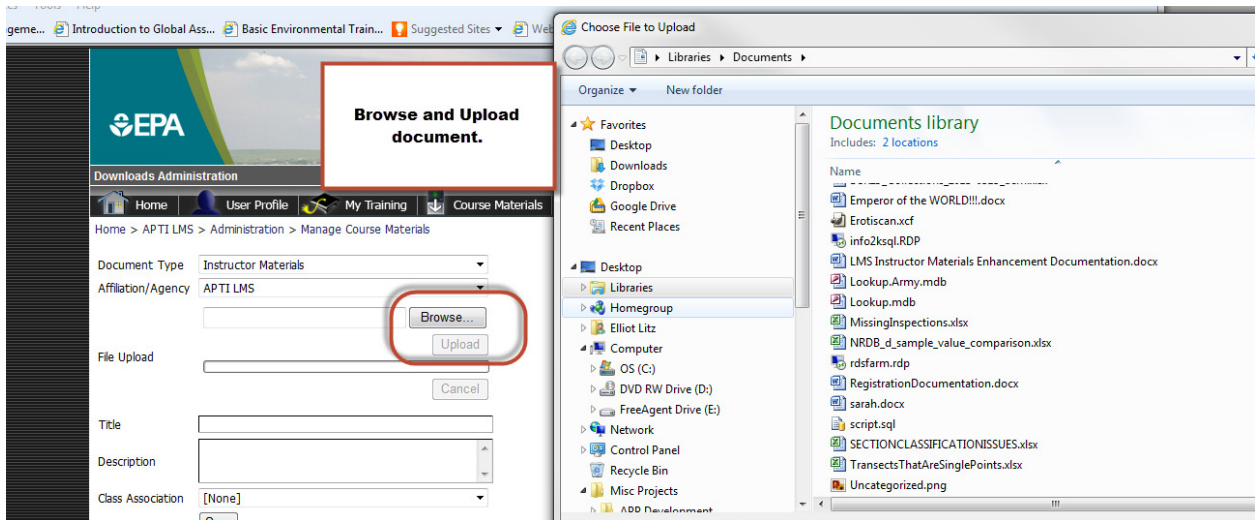 Tools Help
geme... Introduction to Global Ass... Basic Environmental Train... Suggested Sites
EPA
Browse and Upload
document.
Downloads Administration
Home User Profile My Training Course Materials
Home > APTI LMS > Administration > Manage Course Materials
Document Type Instructor Materials
Affiliation/Agency APTI LMS
Browse...
Upload
File Upload
Cancel
Title
Description
Class Association [None]
Choose File to Upload
Libraries Documents
Organize New folder
Favorites
Desktop
Downloads
Dropbox
Google Drive
Recent Places
Desktop
Libraries
Homegroup
Elliot Litz
Computer
OS (C:)
DVD RW Drive (D:)
FreeAgent Drive (E:)
Network
Control Panel
Recycle Bin
Misc Projects
APP Development
Documents library
Includes: 2 locations
Name
Emperor of the WORLD!!!.docx
Erotiscan.xcf
info2ksql.RDP
LMS Instructor Materials Enhancement Documentation.docx
Lookup.Army.mdb
Lookup.mdb
MissingInspections.xlsx
NRDB_d_sample_value_comparison.xlsx
rdsfarm.rdp
RegistrationDocumentation.docx
sarah.docx
script.sql
SECTIONCLASSIFICATIONISSUES.xlsx
TransectsThatAreSinglePoints.xlsx
Uncategorized.png